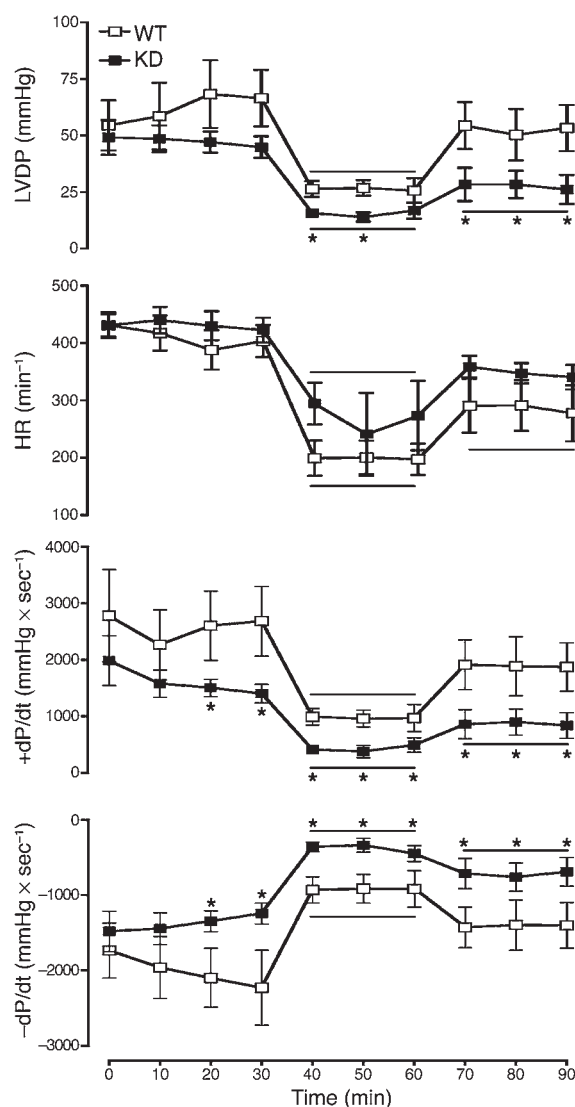 100
75
50
25
0
LVDP (mmHg)
WT
KD
* * * * *
500
400
300
200
100
HR (min⁻¹)
4000
3000
2000
1000
0
+dP/dt (mmHg × sec⁻¹)
* *
* * * * * *
0
−1000
−2000
−3000
−dP/dt (mmHg × sec⁻¹)
* * * * * *
* *
0 10 20 30 40 50 60 70 80 90
Time (min)